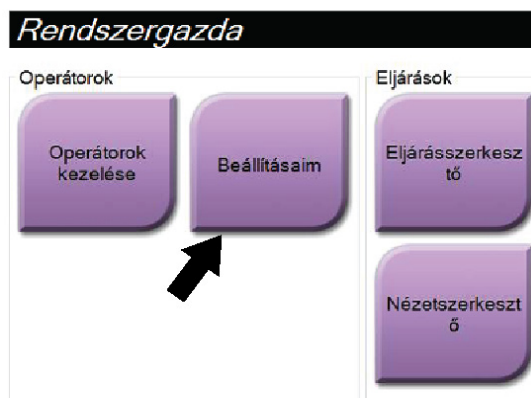 Rendszergazda
Operátorok
Operátorok
kezelése
Beállításaim
Eljárások
Eljárásszerkesz
tő
Nézetszerkeszt
ő